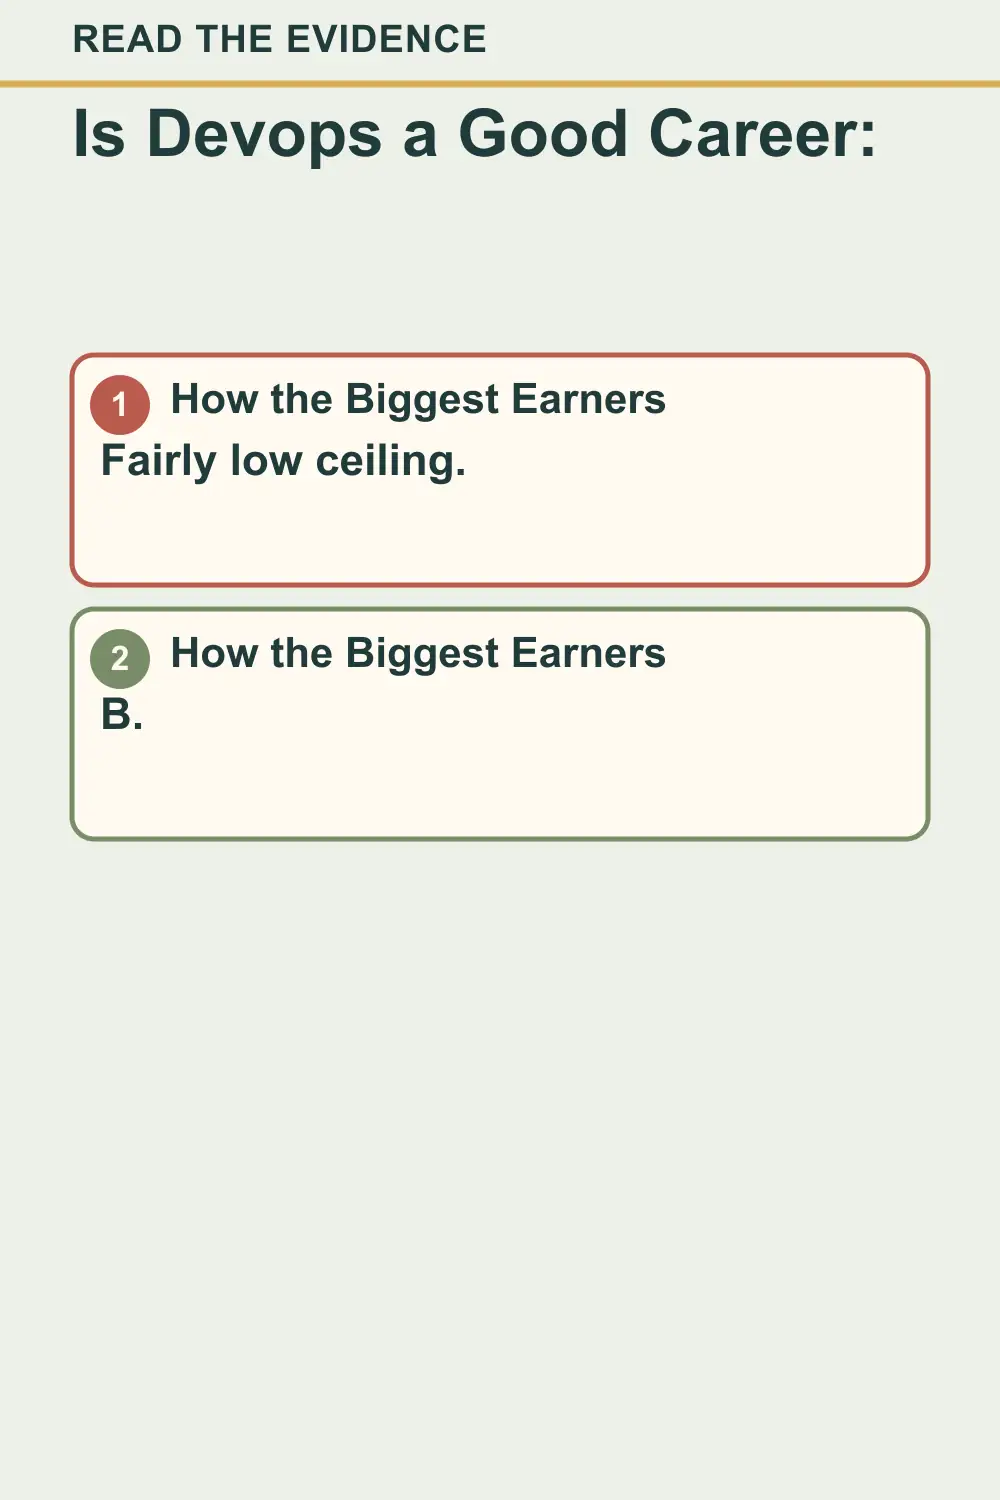 READ THE EVIDENCE
Is Devops a Good Career:
1 How the Biggest Earners
Fairly low ceiling.
2 How the Biggest Earners
B.